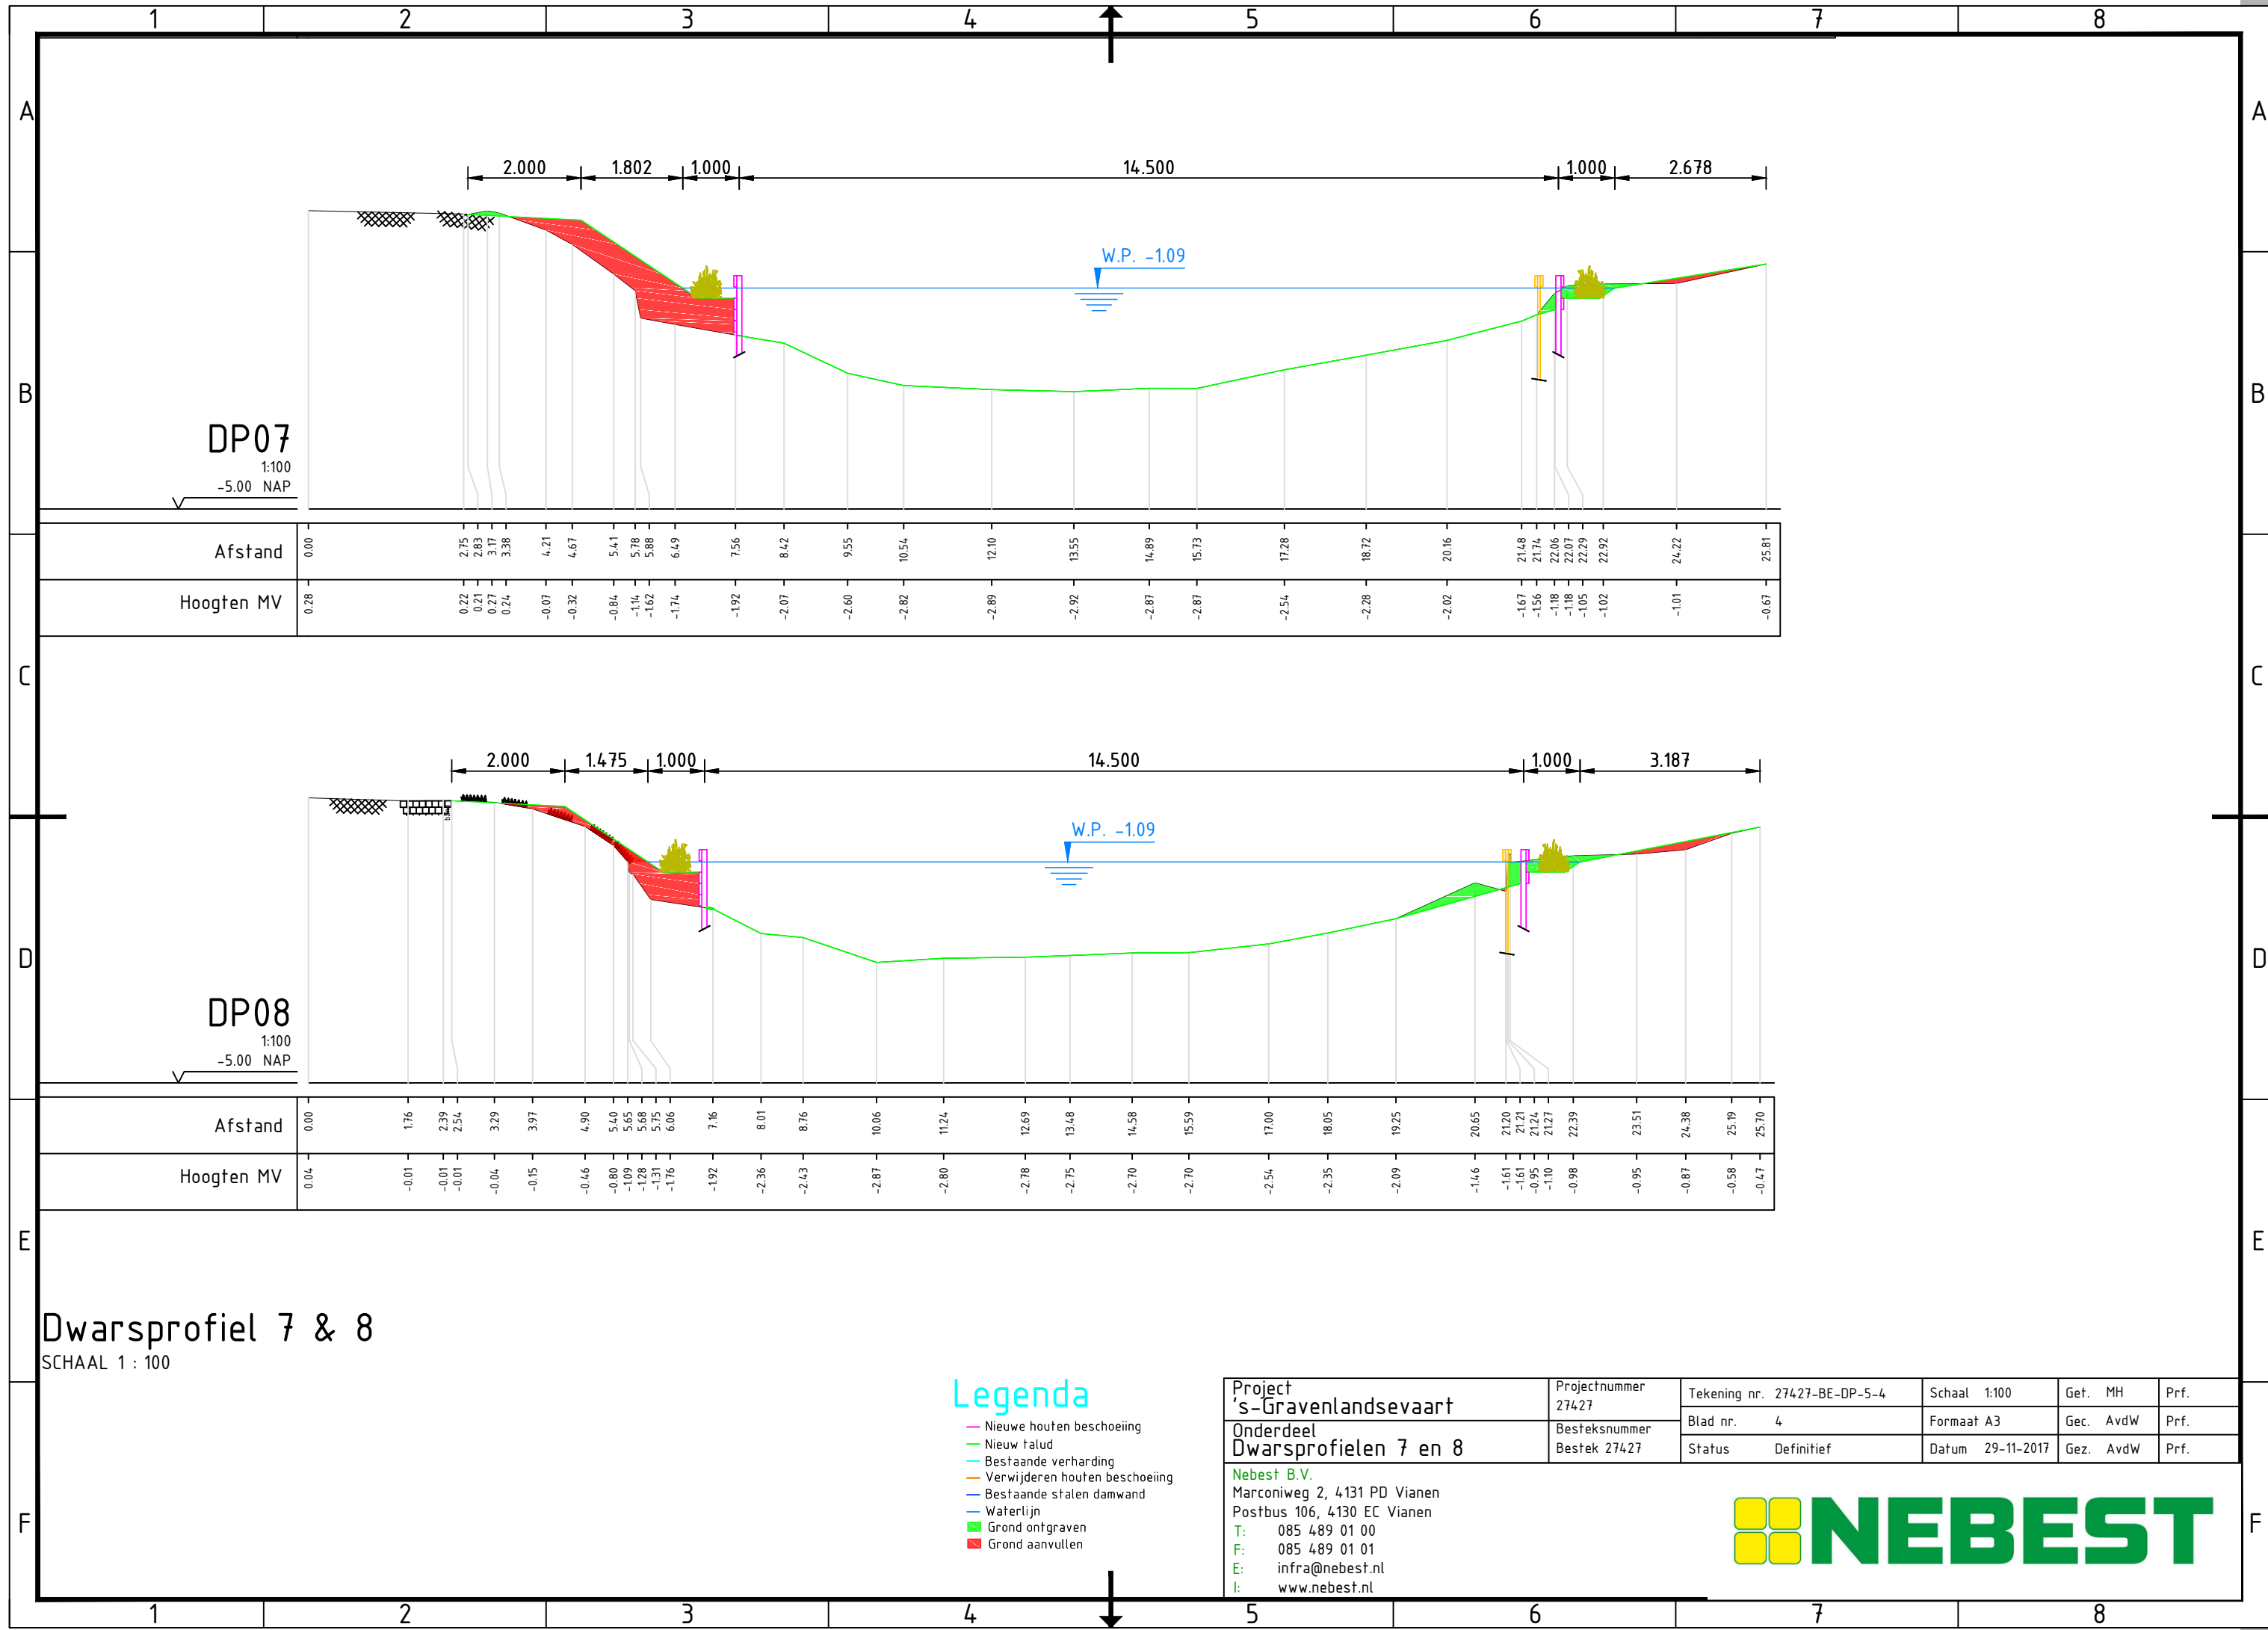 1 2 3 4 5 6 7 8
A A
2.000 1.802 1.000 14.500 1.000 2.678
W.P. -1.09
B B
DP07
1:100
-5.00 NAP
Afstand 0.00 2.75 2.83 3.17 3.38 4.21 4.67 5.41 5.78 5.88 6.49 7.56 8.42 9.55 10.54 12.10 13.55 14.89 15.73 17.28 18.72 20.16 21.48 21.74 22.06 22.07 22.29 22.92 24.22 25.81
Hoogten MV 0.28 0.22 0.21 0.27 0.24 -0.07 -0.32 -0.84 -1.14 -1.62 -1.74 -1.92 -2.07 -2.60 -2.82 -2.89 -2.92 -2.87 -2.87 -2.54 -2.28 -2.02 -1.67 -1.56 -1.18 -1.18 -1.05 -1.02 -1.01 -0.67
C C
2.000 1.475 1.000 14.500 1.000 3.187
W.P. -1.09
D D
DP08
1:100
-5.00 NAP
Afstand 0.00 1.76 2.39 2.54 3.29 3.97 4.90 5.40 5.65 5.68 5.75 6.06 7.16 8.01 8.76 10.06 11.24 12.69 13.48 14.58 15.59 17.00 18.05 19.25 20.65 21.20 21.21 21.24 21.27 22.39 23.51 24.38 25.19 25.70
Hoogten MV 0.04 -0.01 -0.01 -0.01 -0.04 -0.15 -0.46 -0.80 -1.09 -1.28 -1.31 -1.76 -1.92 -2.36 -2.43 -2.87 -2.80 -2.78 -2.75 -2.70 -2.70 -2.54 -2.35 -2.09 -1.46 -1.61 -1.61 -0.95 -1.10 -0.98 -0.95 -0.87 -0.58 -0.47
E E
Dwarsprofiel 7 & 8
SCHAAL 1 : 100
Legenda
Nieuwe houten beschoeiing
Nieuw talud
Bestaande verharding
Verwijderen houten beschoeiing
Bestaande stalen damwand
Waterlijn
Grond ontgraven
Grond aanvullen
Project
's-Gravenlandsevaart
Onderdeel
Dwarsprofielen 7 en 8
Projectnummer
27427
Besteksnummer
Bestek 27427
Tekening nr. 27427-BE-DP-5-4 Schaal 1:100 Get. MH Prf.
Blad nr. 4 Formaat A3 Gec. AvdW Prf.
Status Definitief Datum 29-11-2017 Gez. AvdW Prf.
Nebest B.V.
Marconiweg 2, 4131 PD Vianen
Postbus 106, 4130 EC Vianen
T: 085 489 01 00
F: 085 489 01 01
E: infra@nebest.nl
I: www.nebest.nl
NEBEST
F F
1 2 3 4 5 6 7 8